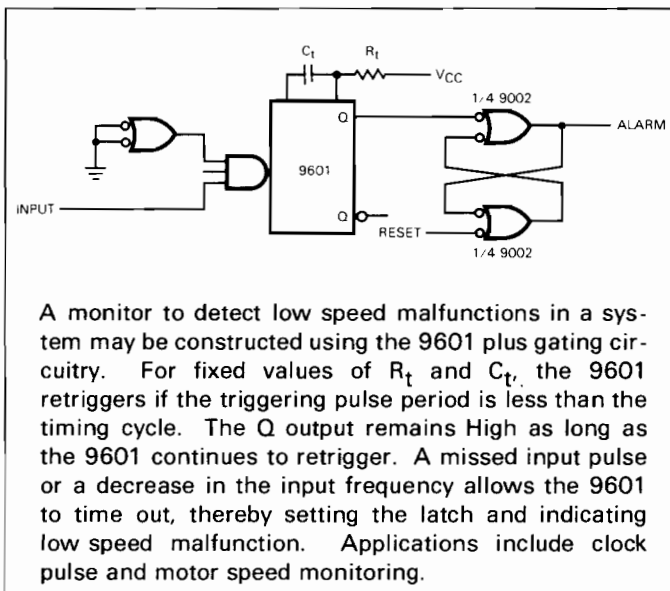 Ct Rt
VCC
1/4 9002
Q
ALARM
9601
INPUT
Q
RESET
1/4 9002
A monitor to detect low speed malfunctions in a sys-
tem may be constructed using the 9601 plus gating cir-
cuitry. For fixed values of Rt and Ct, the 9601
retriggers if the triggering pulse period is less than the
timing cycle. The Q output remains High as long as
the 9601 continues to retrigger. A missed input pulse
or a decrease in the input frequency allows the 9601
to time out, thereby setting the latch and indicating
low speed malfunction. Applications include clock
pulse and motor speed monitoring.